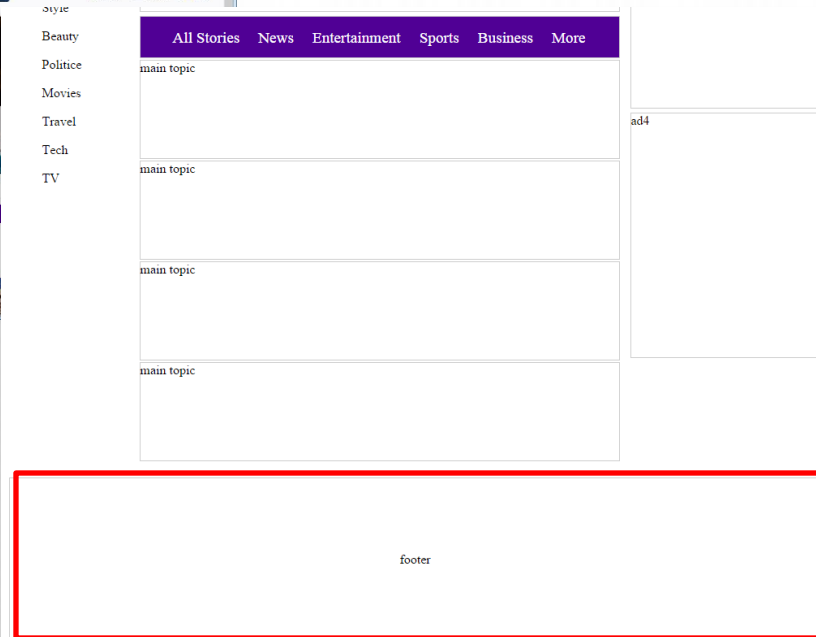 Style
Beauty
Politice
Movies
Travel
Tech
TV
All Stories News Entertainment Sports Business More
main topic
main topic
main topic
main topic
ad4
footer